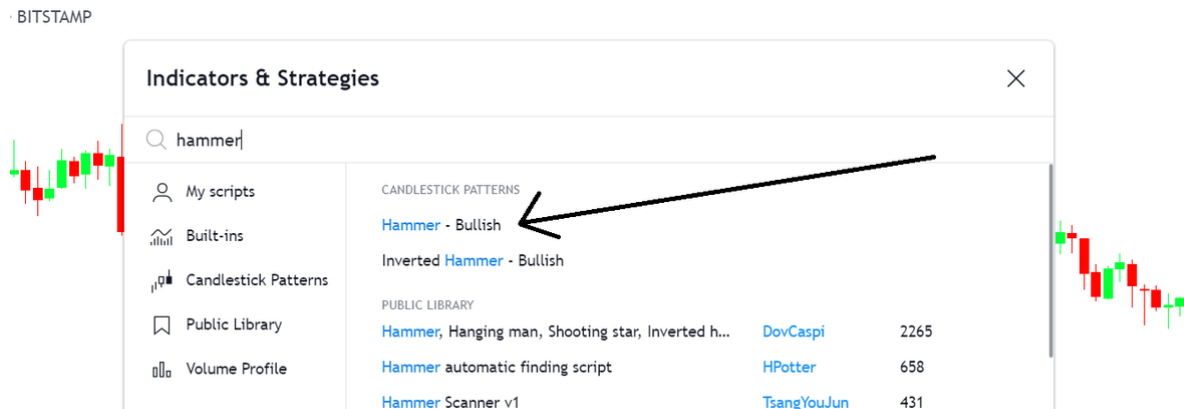 · BITSTAMP
Indicators & Strategies
hammer
My scripts
Built-ins
Candlestick Patterns
Public Library
Volume Profile
CANDLESTICK PATTERNS
Hammer - Bullish
Inverted Hammer - Bullish
PUBLIC LIBRARY
Hammer, Hanging man, Shooting star, Inverted h... DovCaspi 2265
Hammer automatic finding script HPotter 658
Hammer Scanner v1 TsangYouJun 431